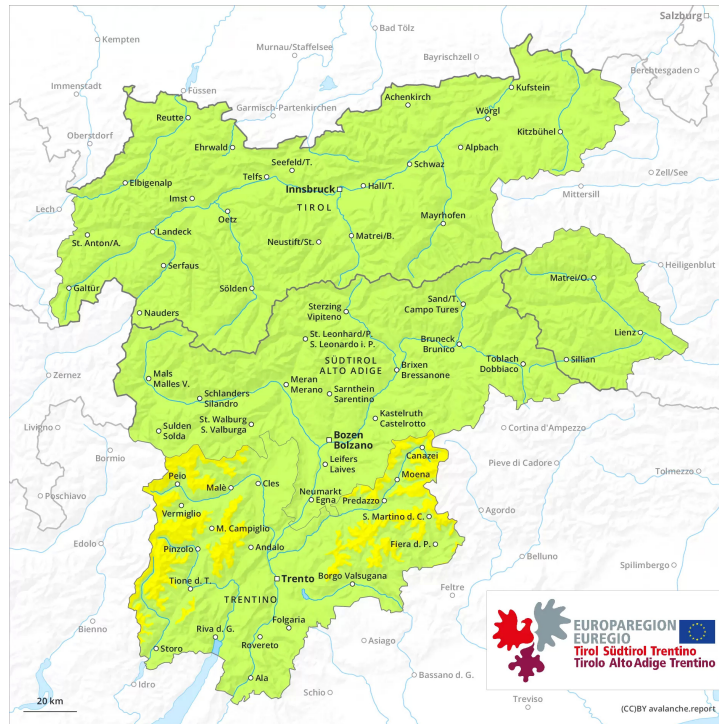 Salzburg
Bad Tölz
Kempten
Murnau/Staffelsee
Bayrischzell
Berchtesgaden
Immenstadt
Füssen
Garmisch-Partenkirchen
Achenkirch
Kufstein
Reutte
Wörgl
Oberstdorf
Ehrwald
Kitzbühel
Alpbach
Seefeld/T.
Schwaz
Zell/See
Telfs
Elbigenalp
Innsbruck
Hall/T.
Mittersill
Imst
TIROL
Lech
Oetz
Mayrhofen
Landeck
Matrei/B.
St. Anton/A.
Neustift/St.
Serfaus
Heiligenblut
Matrei/O.
Galtür
Sölden
Sand/T.
Campo Tures
Nauders
Sterzing
Vipiteno
Lienz
St. Leonhard/P.
S. Leonardo i. P.
Bruneck
Brunico
SÜDTIROL
ALTO ADIGE
Toblach
Dobbiaco
Sillian
Zernez
Mals
Malles V.
Meran
Merano
Brixen
Bressanone
Schlanders
Silandro
Sarnthein
Sarentino
St. Walburg
S. Valburga
Kastelruth
Castelrotto
Livigno
Sulden
Solda
Bozen
Bolzano
Cortina d'Ampezzo
Bormio
Canazei
Leifers
Laives
Pieve di Cadore
Tolmezzo
Peio
Malè
Cles
Moena
Poschiavo
Neumarkt
Egna
Predazzo
Vermiglio
Agordo
S. Martino d. C.
M. Campiglio
Edolo
Pinzolo
Andalo
Fiera d. P.
Belluno
Spilimbergo
Tione d. T.
Trento
Borgo Valsugana
Feltre
TRENTINO
Bienno
Folgaria
Riva d. G.
Rovereto
Storo
Asiago
Ala
Idro
Schio
Bassano d. G.
Treviso
EUROPAREGION
EUREGIO
Tirol Südtirol Trentino
Tirolo Alto Adige Trentino
20 km
(CC)BY avalanche.report